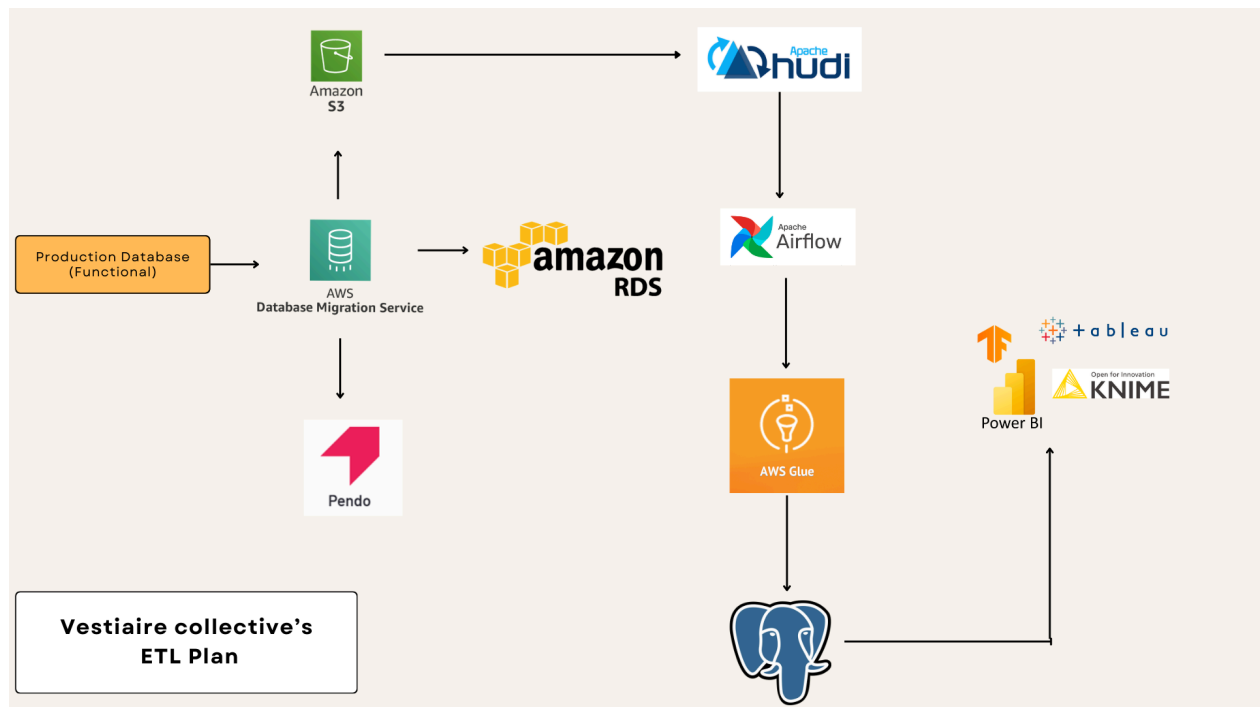 Amazon
S3
Apache
hudi
Production Database
(Functional)
AWS
Database Migration Service
amazon
RDS
Apache
Airflow
+ableau
Open for Innovation
KNIME
Power BI
AWS Glue
Pendo
Vestiaire collective’s
ETL Plan